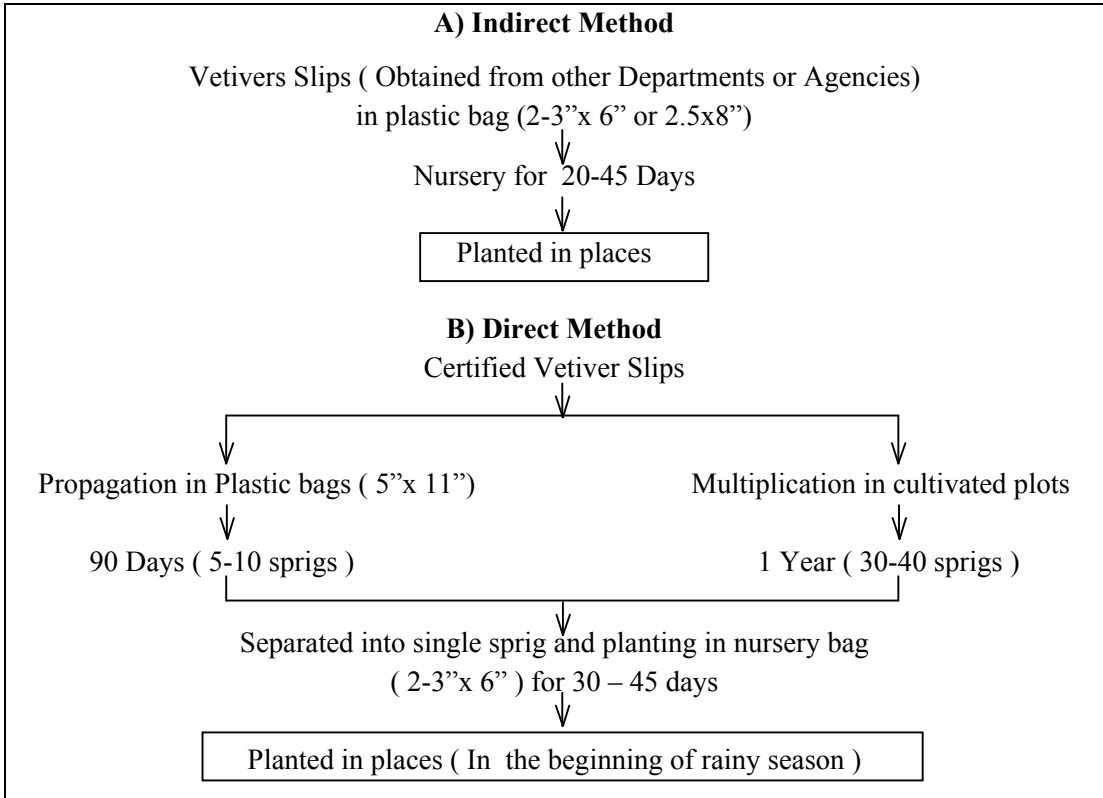 A) Indirect Method
Vetivers Slips ( Obtained from other Departments or Agencies)
in plastic bag (2-3”x 6” or 2.5x8”)
Nursery for 20-45 Days
Planted in places
B) Direct Method
Certified Vetiver Slips
Propagation in Plastic bags ( 5”x 11”)
Multiplication in cultivated plots
90 Days ( 5-10 sprigs )
1 Year ( 30-40 sprigs )
Separated into single sprig and planting in nursery bag
( 2-3”x 6” ) for 30 – 45 days
Planted in places ( In the beginning of rainy season )